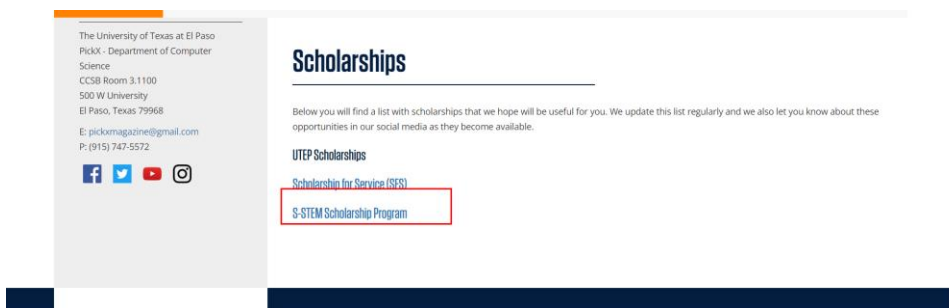 The University of Texas at El Paso
PickX - Department of Computer
Science
CCSB Room 3.1100
500 W University
El Paso, Texas 79968
E: pickxmagazine@gmail.com
P: (915) 747-5572
Scholarships
Below you will find a list with scholarships that we hope will be useful for you. We update this list regularly and we also let you know about these
opportunities in our social media as they become available.
UTEP Scholarships
Scholarship for Service (SFS)
S-STEM Scholarship Program